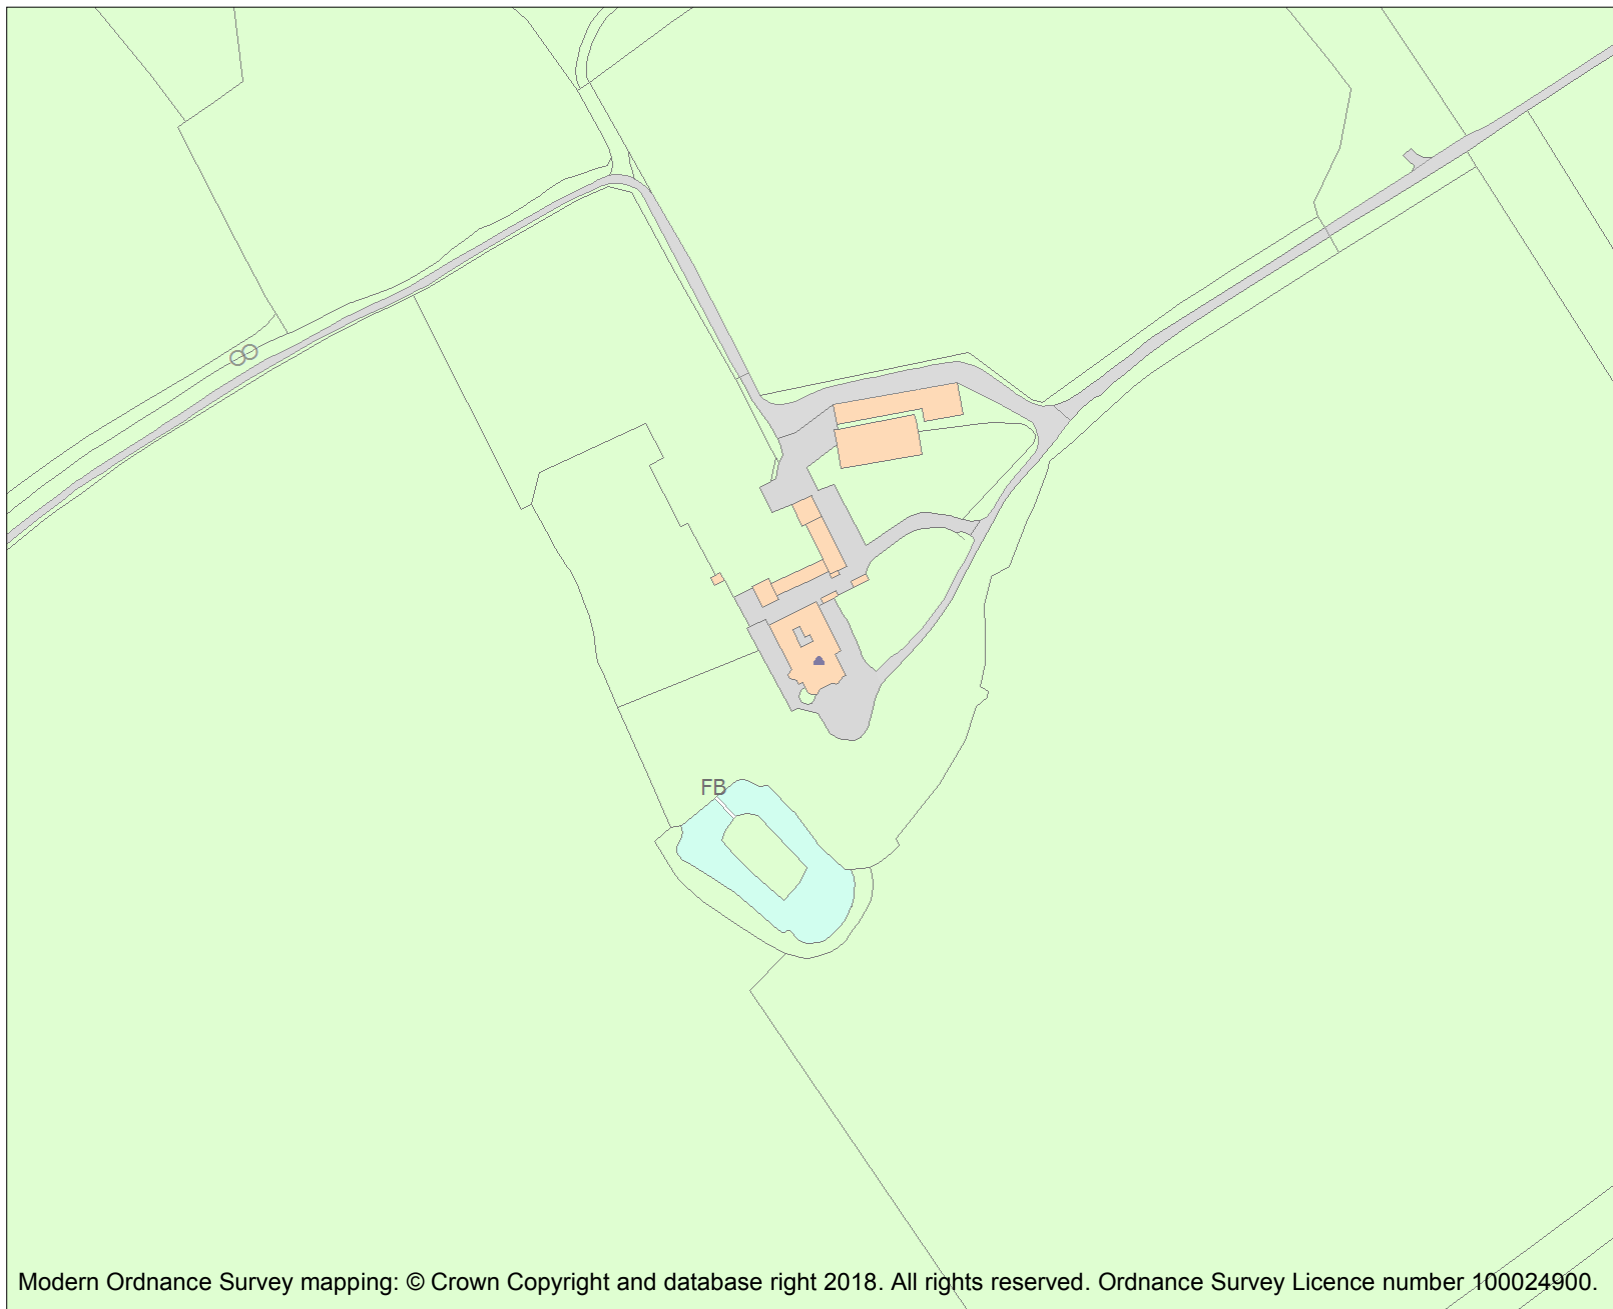 FB
Modern Ordnance Survey mapping: © Crown Copyright and database right 2018. All rights reserved. Ordnance Survey Licence number 100024900.